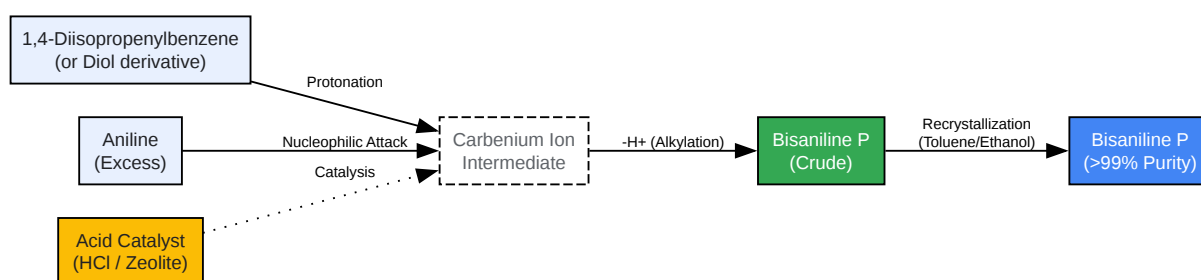 1,4-Diisopropenylbenzene
(or Diol derivative)
Protonation
Aniline
(Excess)
Nucleophilic Attack
Catalysis
Acid Catalyst
(HCl / Zeolite)
Carbenium Ion
Intermediate
-H+ (Alkylation)
Bisaniline P
(Crude)
Recrystallization
(Toluene/Ethanol)
Bisaniline P
(>99% Purity)